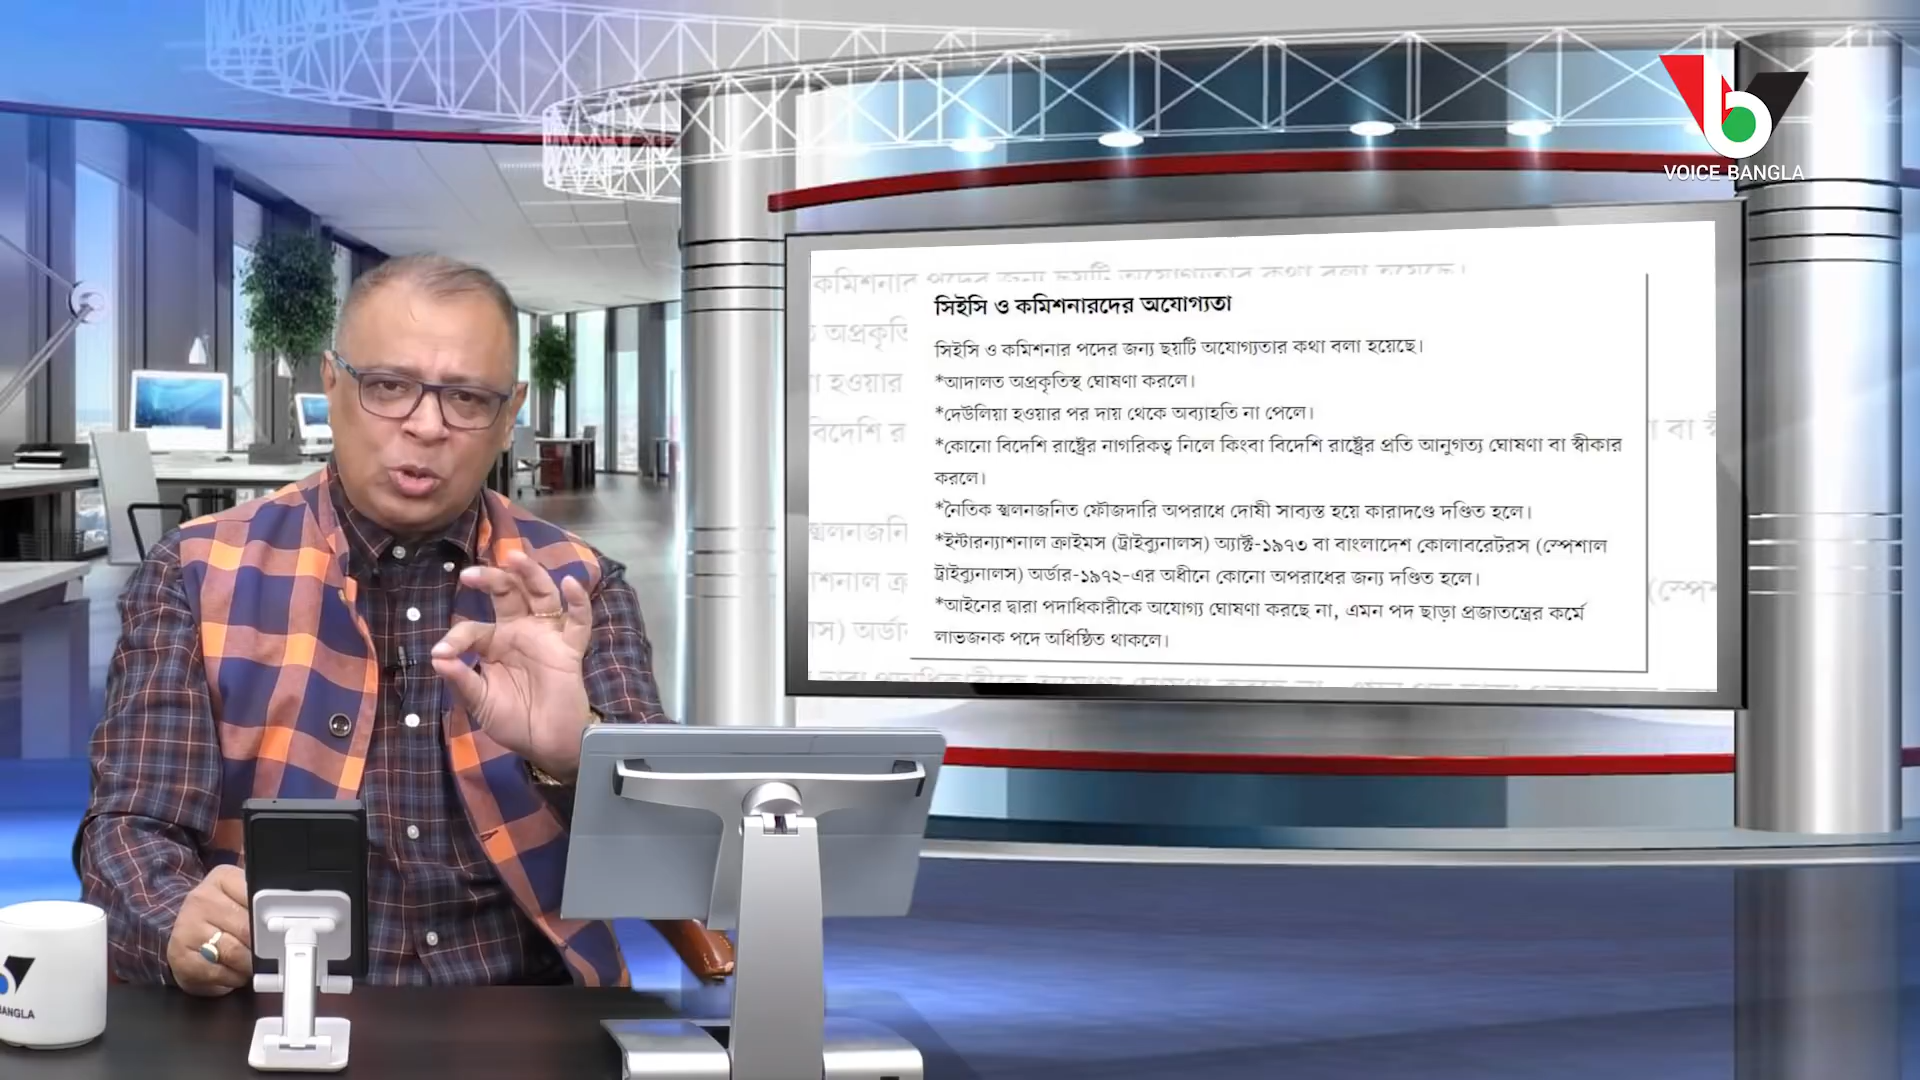 VOICE BANGLA
সিইসি ও কমিশনারদের অযোগ্যতা
সিইসি ও কমিশনার পদের জন্য ছয়টি অযোগ্যতার কথা বলা হয়েছে।
*আদালত অপ্রকৃতিস্থ ঘোষণা করলে।
*দেউলিয়া হওয়ার পর দায় থেকে অব্যাহতি না পেলে।
*কোনো বিদেশি রাষ্ট্রের নাগরিকত্ব নিলে কিংবা বিদেশি রাষ্ট্রের প্রতি আনুগত্য ঘোষণা বা স্বীকার
করলে।
*নৈতিক স্খলনজনিত ফৌজদারি অপরাধে দোষী সাব্যস্ত হয়ে কারাদণ্ডে দণ্ডিত হলে।
*ইন্টারন্যাশনাল ক্রাইমস (ট্রাইব্যুনালস) অ্যাক্ট-১৯৭৩ বা বাংলাদেশ কোলাবরেটরস (স্পেশাল
ট্রাইব্যুনালস) অর্ডার-১৯৭২-এর অধীনে কোনো অপরাধের জন্য দণ্ডিত হলে।
*আইনের দ্বারা পদাধিকারীকে অযোগ্য ঘোষণা করছে না, এমন পদ ছাড়া প্রজাতন্ত্রের কর্মে
লাভজনক পদে অধিষ্ঠিত থাকলে।
BANGLA